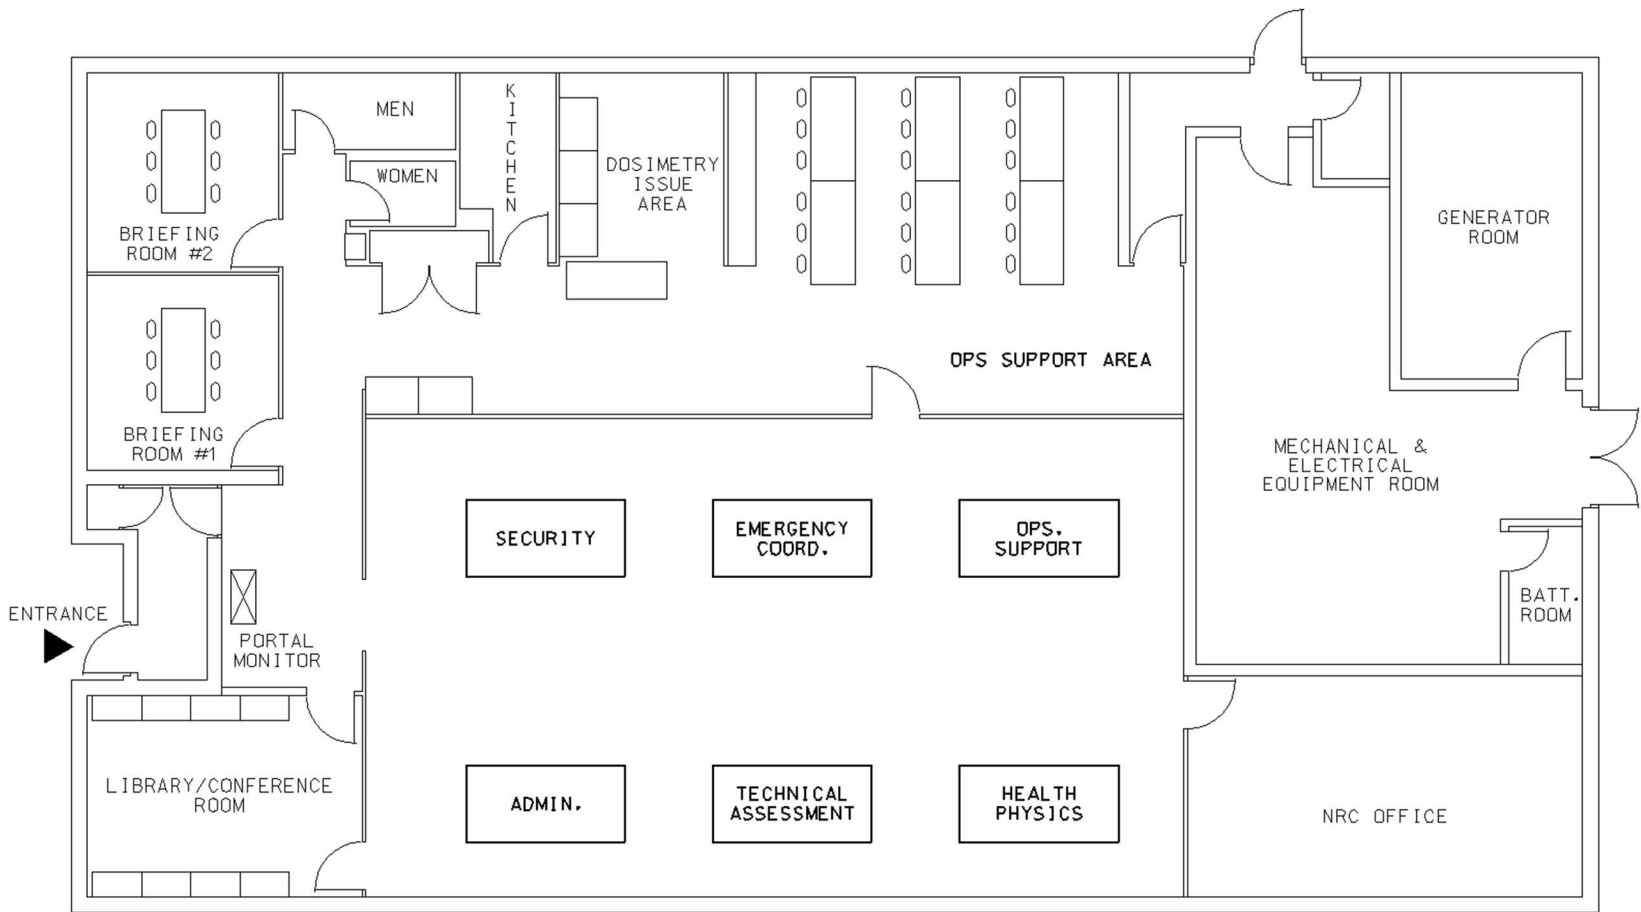 MEN
KITCHEN
DOSIMETRY
ISSUE
AREA
WOMEN
BRIEFING
ROOM #2
GENERATOR
ROOM
OPS SUPPORT AREA
BRIEFING
ROOM #1
MECHANICAL &
ELECTRICAL
EQUIPMENT ROOM
SECURITY
EMERGENCY
COORD.
OPS.
SUPPORT
ENTRANCE
BATT.
ROOM
PORTAL
MONITOR
LIBRARY/CONFERENCE
ROOM
ADMIN.
TECHNICAL
ASSESSMENT
HEALTH
PHYSICS
NRC OFFICE